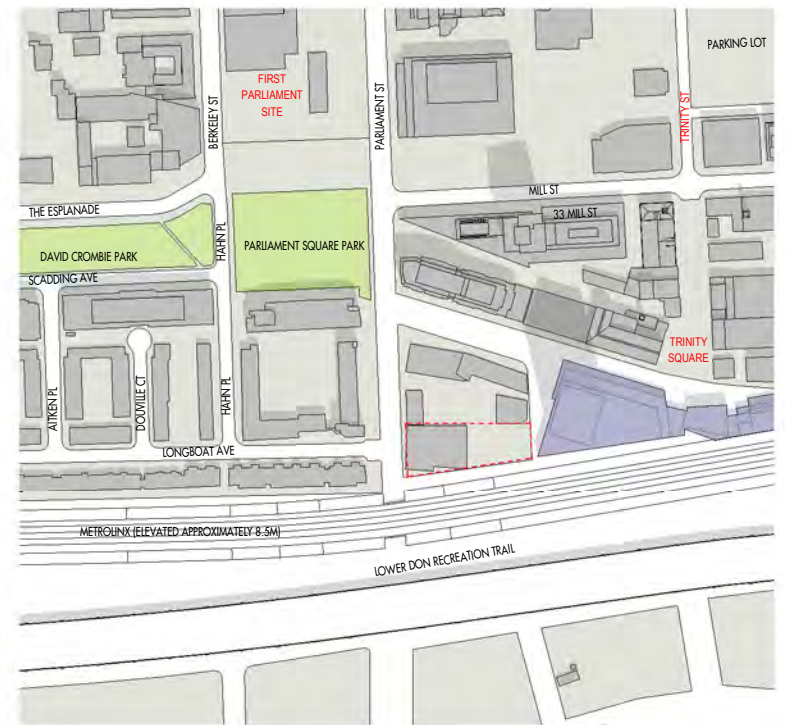 PARKING LOT
FIRST
PARLIAMENT
SITE
BERKELEY ST
PARLIAMENT ST
TRINITY ST
MILL ST
THE ESPLANADE
33 MILL ST
HAHN PL
PARLIAMENT SQUARE PARK
DAVID CROMBIE PARK
SCADDING AVE
TRINITY
SQUARE
AITKEN PL
DOUVILLE CT
HAHN PL
LONGBOAT AVE
METROLINX (ELEVATED APPROXIMATELY 8.5M)
LOWER DON RECREATION TRAIL